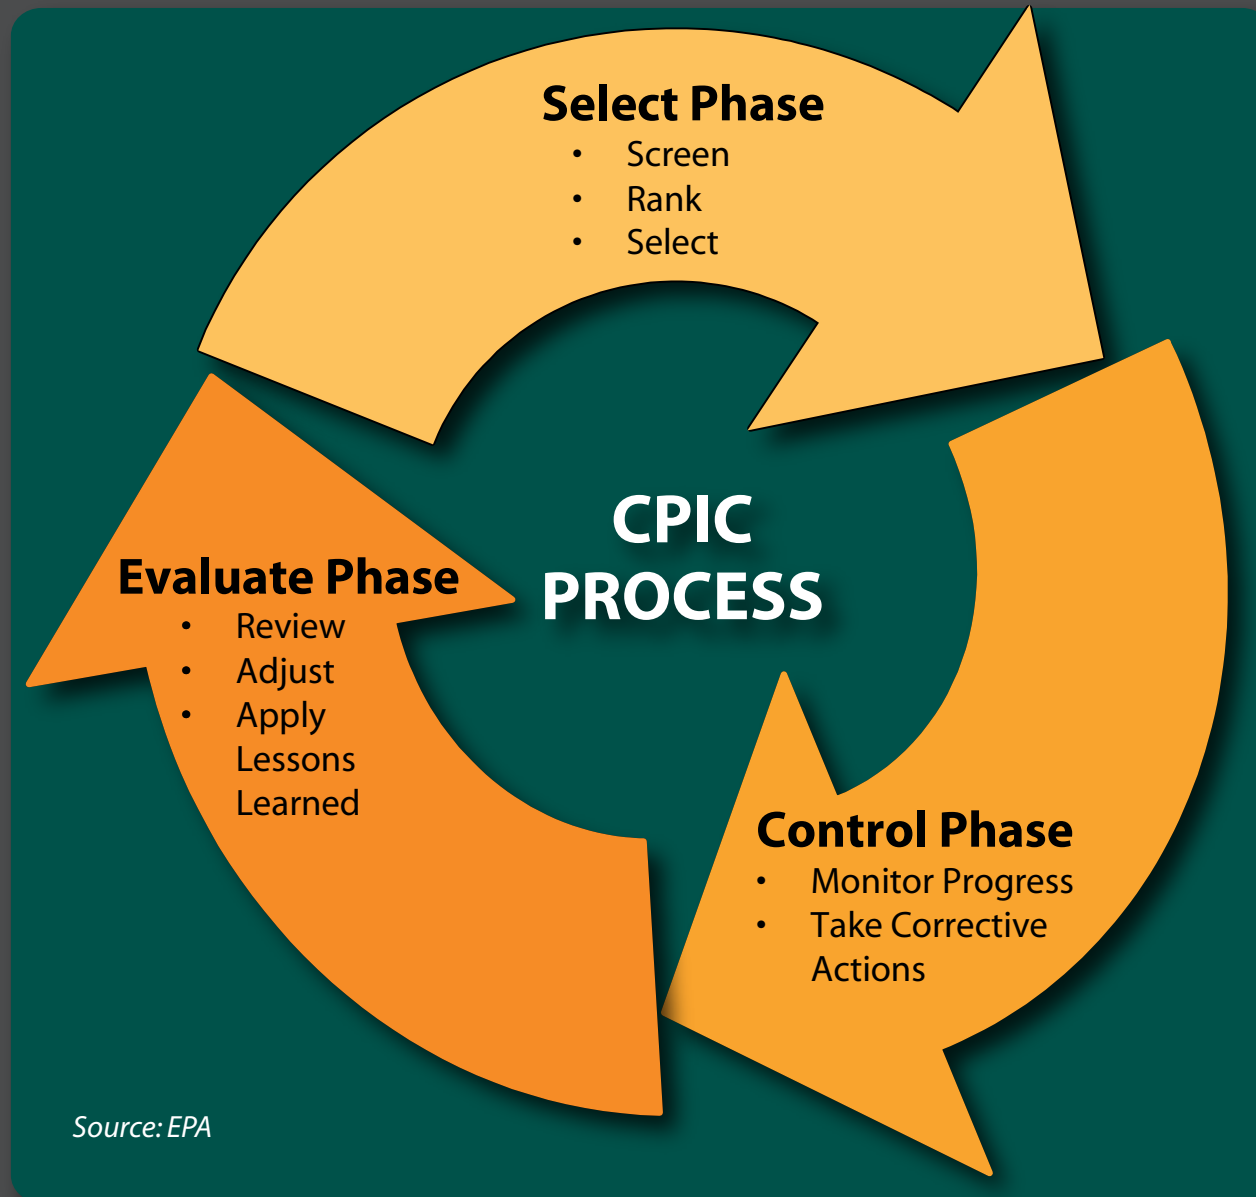 Select Phase
• Screen
• Rank
• Select
CPIC
PROCESS
Evaluate Phase
• Review
• Adjust
• Apply
Lessons
Learned
Control Phase
• Monitor Progress
• Take Corrective
Actions
Source: EPA